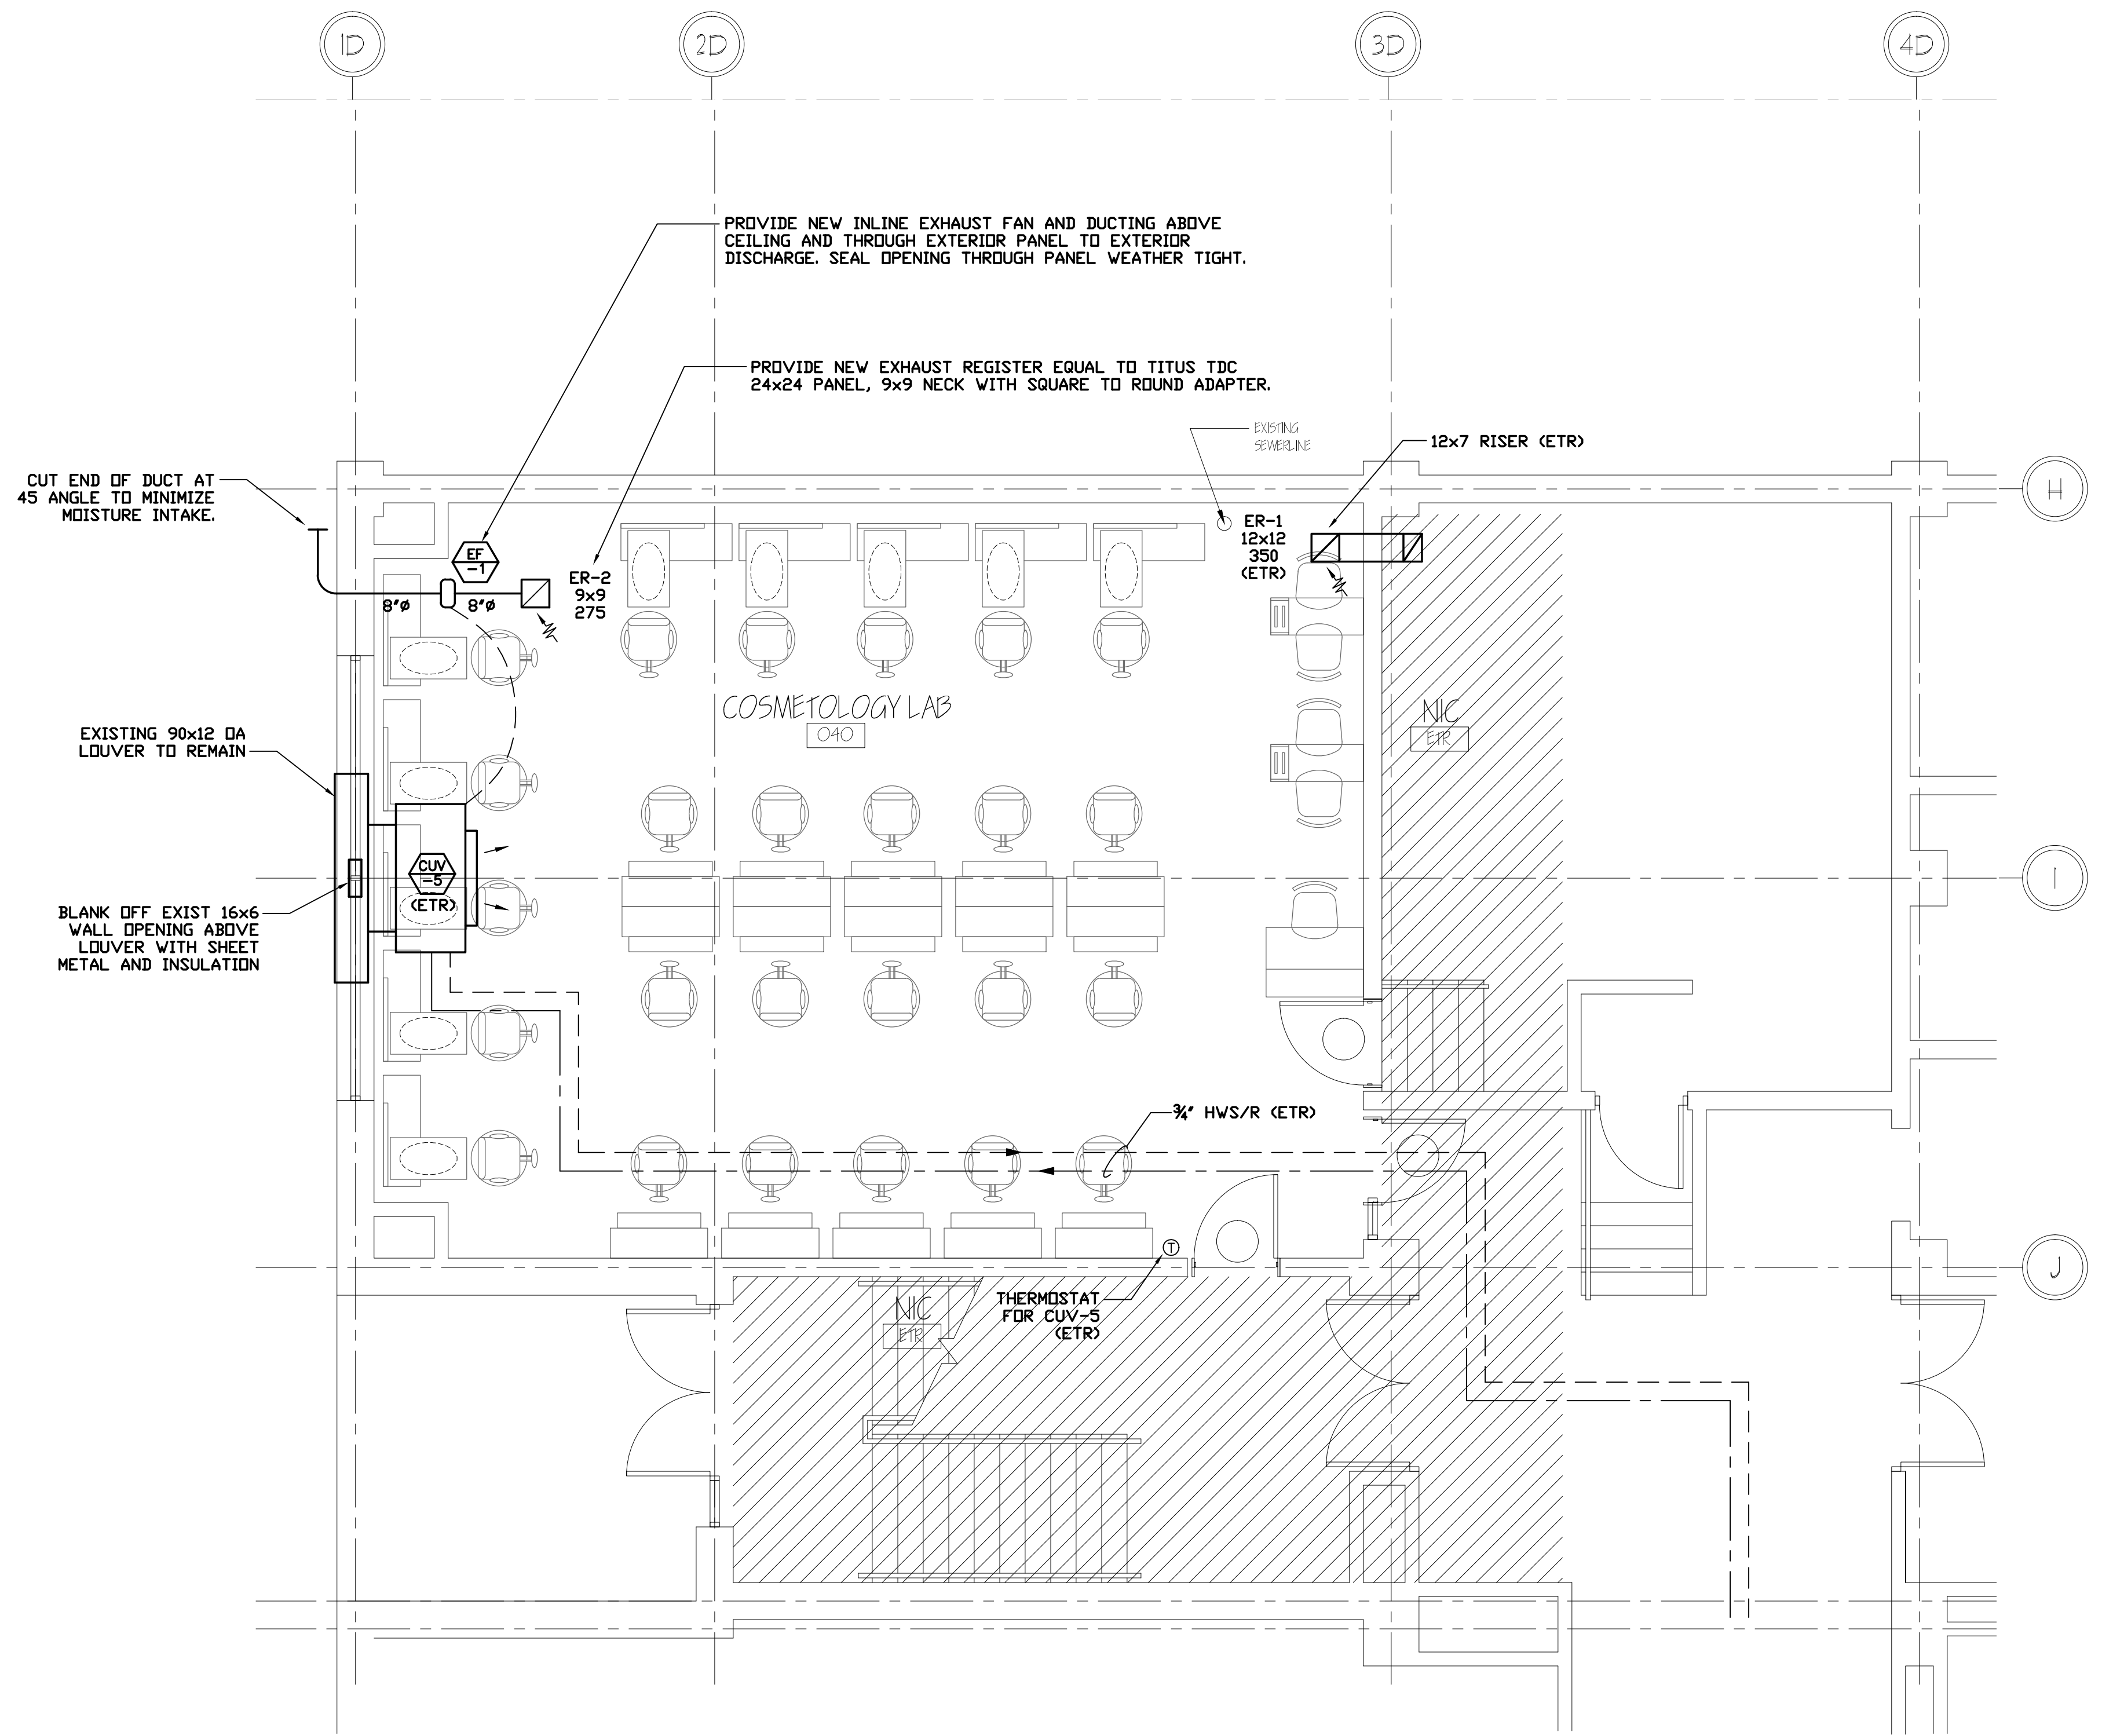 1D
2D
3D
4D
PROVIDE NEW INLINE EXHAUST FAN AND DUCTING ABOVE
CEILING AND THROUGH EXTERIOR PANEL TO EXTERIOR
DISCHARGE. SEAL OPENING THROUGH PANEL WEATHER TIGHT.
PROVIDE NEW EXHAUST REGISTER EQUAL TO TITUS TDC
24x24 PANEL, 9x9 NECK WITH SQUARE TO ROUND ADAPTER.
EXISTING
SEWERLINE
12x7 RISER (ETR)
CUT END OF DUCT AT
45 ANGLE TO MINIMIZE
MOISTURE INTAKE.
H
EF
-1
ER-2
9x9
275
ER-1
12x12
350
(ETR)
8"ø
8"ø
COSMETOLOGY LAB
040
NIC
ETR
EXISTING 90x12 OA
LOUVER TO REMAIN
CUV
-5
(ETR)
I
BLANK OFF EXIST 16x6
WALL OPENING ABOVE
LOUVER WITH SHEET
METAL AND INSULATION
¾" HWS/R (ETR)
T
J
NIC
ETR
THERMOSTAT
FOR CUV-5
(ETR)